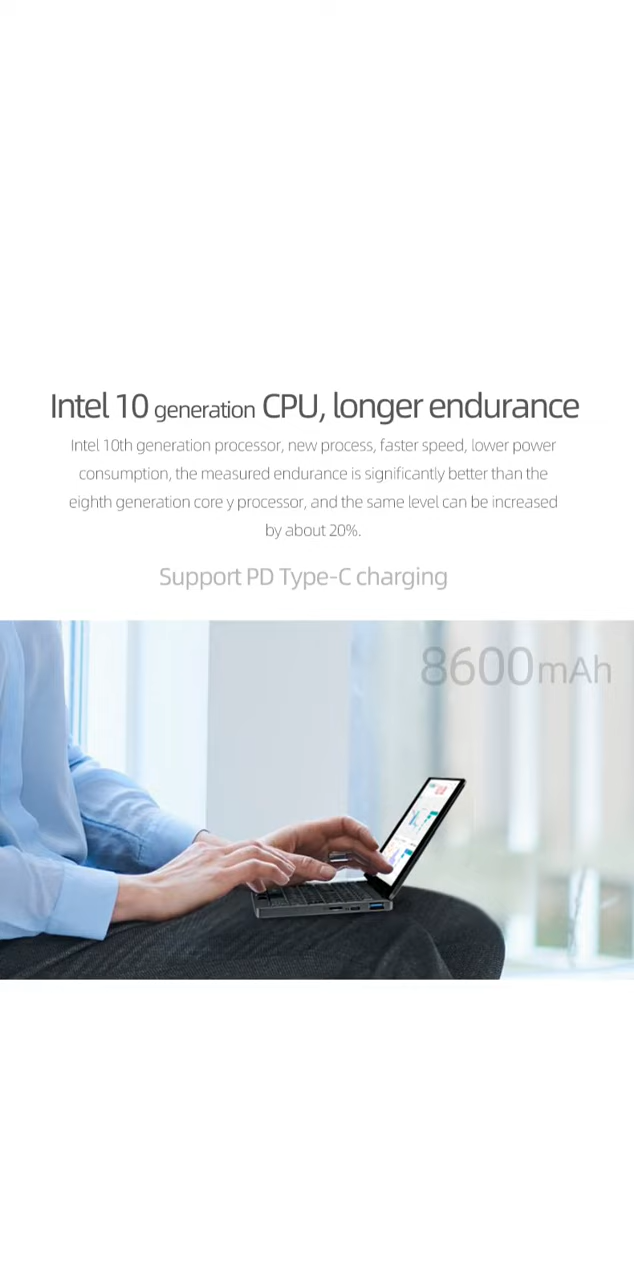 Intel 10 generation CPU, longer endurance
Intel 10th generation processor, new process, faster speed, lower power
consumption, the measured endurance is significantly better than the
eighth generation core y processor, and the same level can be increased
by about 20%.
Support PD Type-C charging
8600mAh